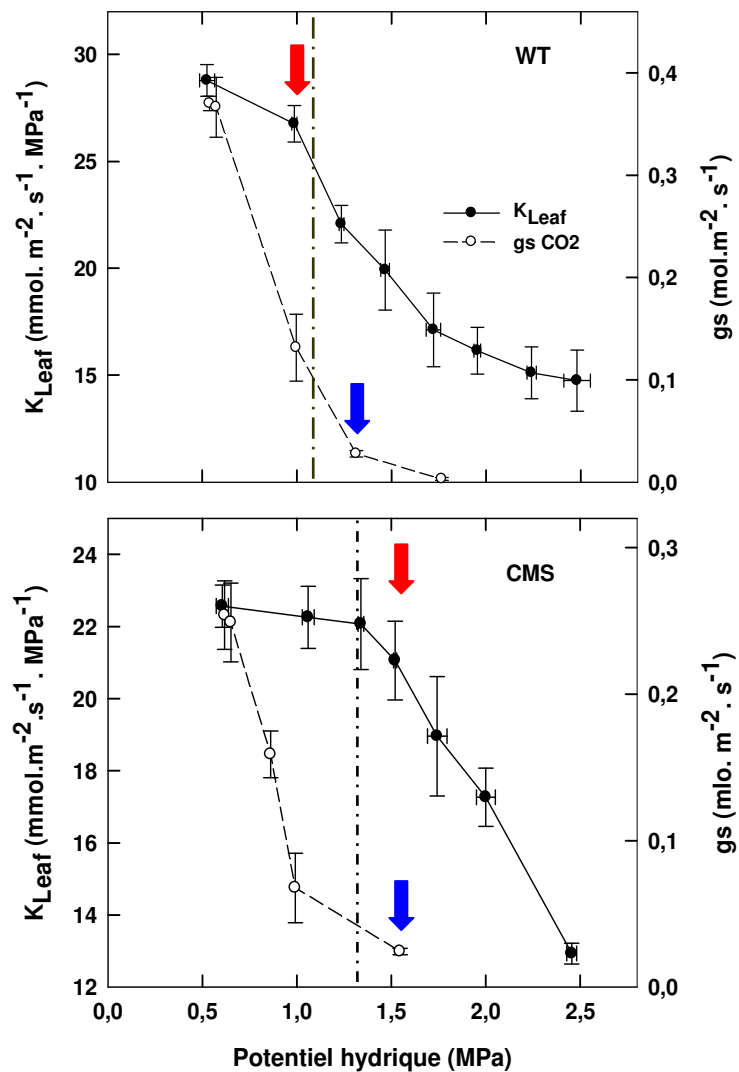 WT
30
25
20
15
10
K_Leaf (mmol. m⁻². s⁻¹. MPa⁻¹)
0,4
0,3
0,2
0,1
0,0
gs (mol.m⁻². s⁻¹)
K_Leaf
gs CO2
CMS
24
22
20
18
16
14
12
K_Leaf (mmol.m⁻².s⁻¹. MPa⁻¹)
0,3
0,2
0,1
0,0
gs (mlo. m⁻². s⁻¹)
0,0 0,5 1,0 1,5 2,0 2,5
Potentiel hydrique (MPa)